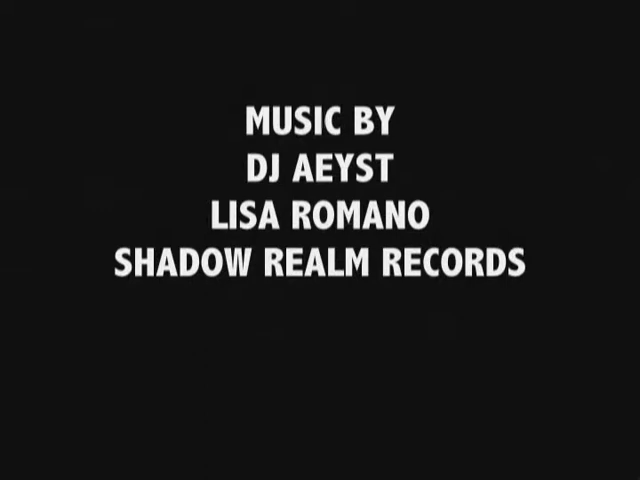 MUSIC BY
DJ AEYST
LISA ROMANO
SHADOW REALM RECORDS